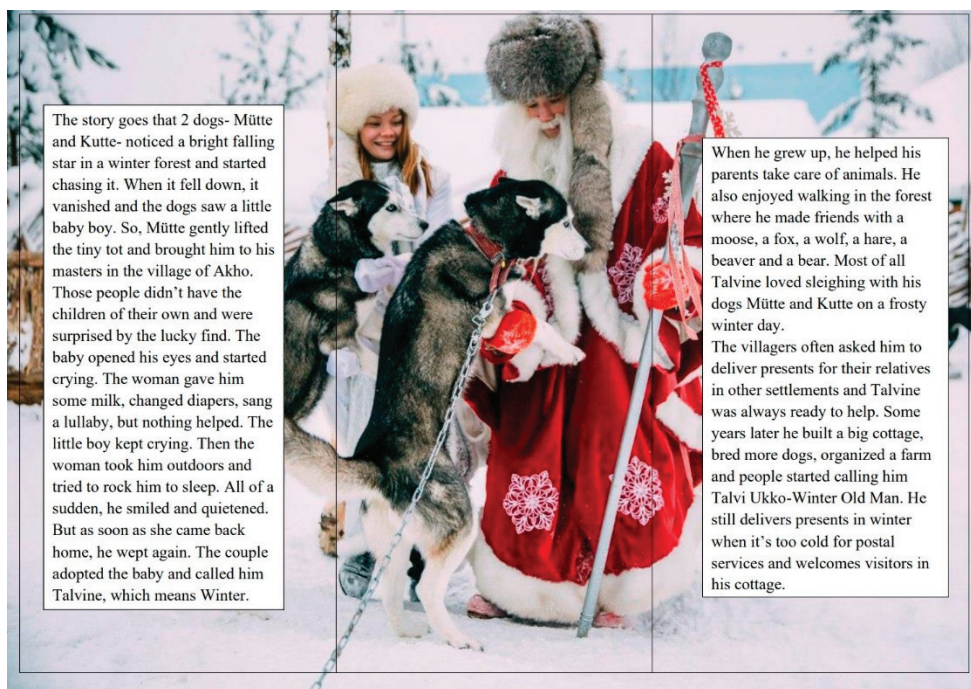 The story goes that 2 dogs- Mütte
and Kutte- noticed a bright falling
star in a winter forest and started
chasing it. When it fell down, it
vanished and the dogs saw a little
baby boy. So, Mütte gently lifted
the tiny tot and brought him to his
masters in the village of Akho.
Those people didn’t have the
children of their own and were
surprised by the lucky find. The
baby opened his eyes and started
crying. The woman gave him
some milk, changed diapers, sang
a lullaby, but nothing helped. The
little boy kept crying. Then the
woman took him outdoors and
tried to rock him to sleep. All of a
sudden, he smiled and quietened.
But as soon as she came back
home, he wept again. The couple
adopted the baby and called him
Talvine, which means Winter.
When he grew up, he helped his
parents take care of animals. He
also enjoyed walking in the forest
where he made friends with a
moose, a fox, a wolf, a hare, a
beaver and a bear. Most of all
Talvine loved sleighing with his
dogs Mütte and Kutte on a frosty
winter day.
The villagers often asked him to
deliver presents for their relatives
in other settlements and Talvine
was always ready to help. Some
years later he built a big cottage,
bred more dogs, organized a farm
and people started calling him
Talvi Ukko-Winter Old Man. He
still delivers presents in winter
when it’s too cold for postal
services and welcomes visitors in
his cottage.